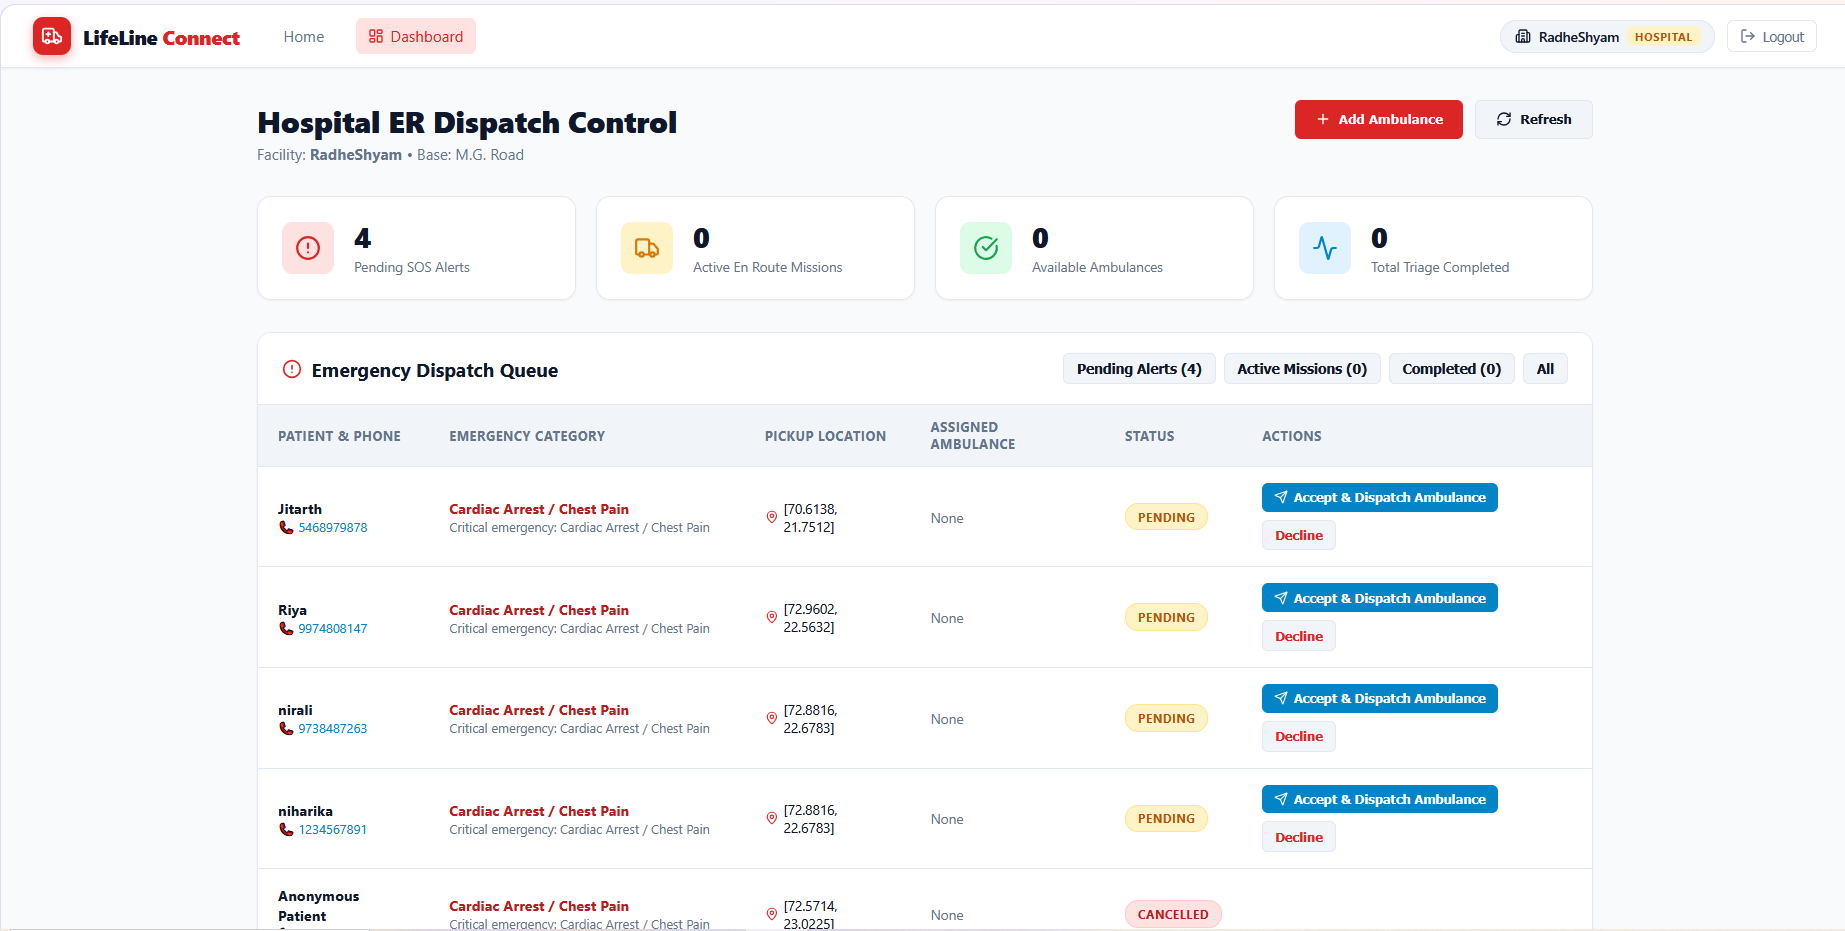 LifeLine Connect
Home
Dashboard
RadheShyam HOSPITAL
Logout
Hospital ER Dispatch Control
Facility: RadheShyam • Base: M.G. Road
+ Add Ambulance
Refresh
4
Pending SOS Alerts
0
Active En Route Missions
0
Available Ambulances
0
Total Triage Completed
Emergency Dispatch Queue
Pending Alerts (4)
Active Missions (0)
Completed (0)
All
PATIENT & PHONE
EMERGENCY CATEGORY
PICKUP LOCATION
ASSIGNED
AMBULANCE
STATUS
ACTIONS
Jitarth
5468979878
Cardiac Arrest / Chest Pain
Critical emergency: Cardiac Arrest / Chest Pain
[70.6138,
21.7512]
None
PENDING
Accept & Dispatch Ambulance
Decline
Riya
9974808147
Cardiac Arrest / Chest Pain
Critical emergency: Cardiac Arrest / Chest Pain
[72.9602,
22.5632]
None
PENDING
Accept & Dispatch Ambulance
Decline
nirali
9738487263
Cardiac Arrest / Chest Pain
Critical emergency: Cardiac Arrest / Chest Pain
[72.8816,
22.6783]
None
PENDING
Accept & Dispatch Ambulance
Decline
niharika
1234567891
Cardiac Arrest / Chest Pain
Critical emergency: Cardiac Arrest / Chest Pain
[72.8816,
22.6783]
None
PENDING
Accept & Dispatch Ambulance
Decline
Anonymous
Patient
Cardiac Arrest / Chest Pain
Critical emergency: Cardiac Arrest / Chest Pain
[72.5714,
23.0225]
None
CANCELLED